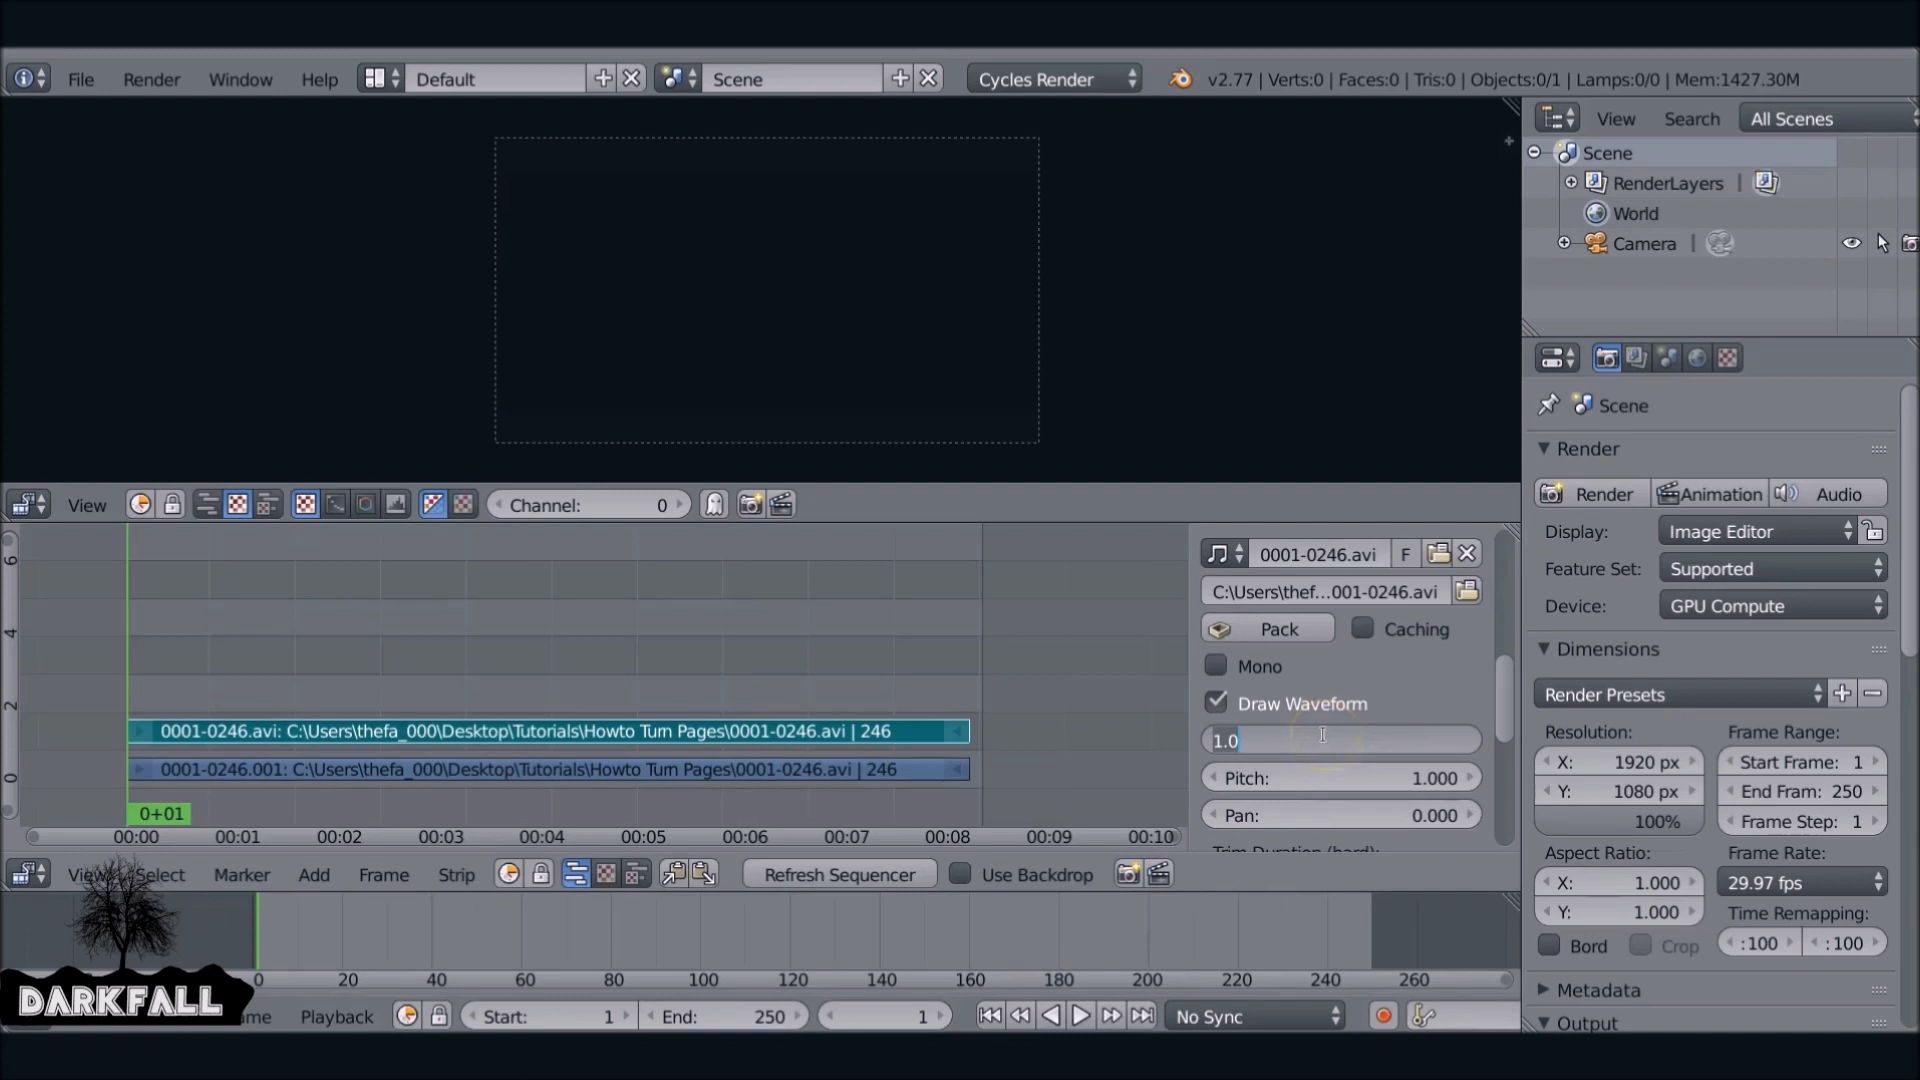 File Render Window Help Default Scene Cycles Render v2.77 | Verts:0 | Faces:0 | Tris:0 | Objects:0/1 | Lamps:0/0 | Mem:1427.30M
View Search All Scenes
Scene
RenderLayers |
World
Camera |
Scene
Render
Render Animation Audio
Display: Image Editor
Feature Set: Supported
Device: GPU Compute
Dimensions
Render Presets
Resolution: Frame Range:
X: 1920 px Start Frame: 1
Y: 1080 px End Fram: 250
100% Frame Step: 1
Aspect Ratio: Frame Rate:
X: 1.000 29.97 fps
Y: 1.000 Time Remapping:
Bord Crop :100 :100
Metadata
Output
View Channel: 0
0001-0246.avi F
C:\Users\thef...001-0246.avi
Pack Caching
Mono
Draw Waveform
1.0
Pitch: 1.000
Pan: 0.000
Trim Duration (hard):
6
4
2
0
0001-0246.avi: C:\Users\thefa_000\Desktop\Tutorials\Howto Turn Pages\0001-0246.avi | 246
0001-0246.001: C:\Users\thefa_000\Desktop\Tutorials\Howto Turn Pages\0001-0246.avi | 246
0+01
00:00 00:01 00:02 00:03 00:04 00:05 00:06 00:07 00:08 00:09 00:10
View Select Marker Add Frame Strip Refresh Sequencer Use Backdrop
0 20 40 60 80 100 120 140 160 180 200 220 240 260
DARKFALL
Playback Start: 1 End: 250 1 No Sync